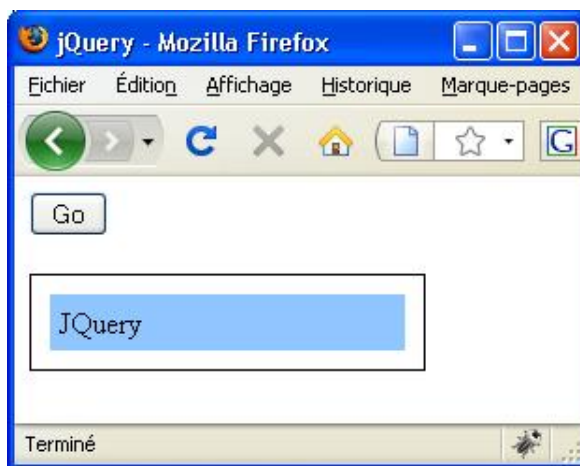 jQuery - Mozilla Firefox
Fichier Édition Affichage Historique Marque-pages
G
Go
JQuery
Terminé